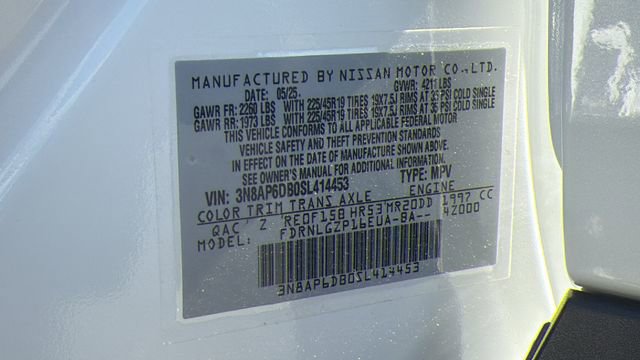 MANUFACTURED BY NISSAN MOTOR CO., LTD.
DATE: 05/25. GVWR: 4211 LBS
GAWR FR: 2260 LBS WITH 225/45R19 TIRES 19X7.5J RIMS AT PSI COLD SINGLE
GAWR RR: 1973 LBS WITH 225/45R19 TIRES 19X7.5J RIMS AT PSI COLD SINGLE
THIS VEHICLE CONFORMS TO ALL APPLICABLE FEDERAL MOTOR
VEHICLE SAFETY AND THEFT PREVENTION STANDARDS
IN EFFECT ON THE DATE OF MANUFACTURE SHOWN ABOVE.
SEE OWNER'S MANUAL FOR ADDITIONAL INFORMATION.
VIN: 3N8AP6DB0SL414453 TYPE: MPV
COLOR TRIM TRANS AXLE ENGINE
QAC Z RE0F15B HR53 MR20DD 1997 CC
MODEL: FDRNLGZP16EUA-BA-- 42000
3N8AP6DB0SL414453